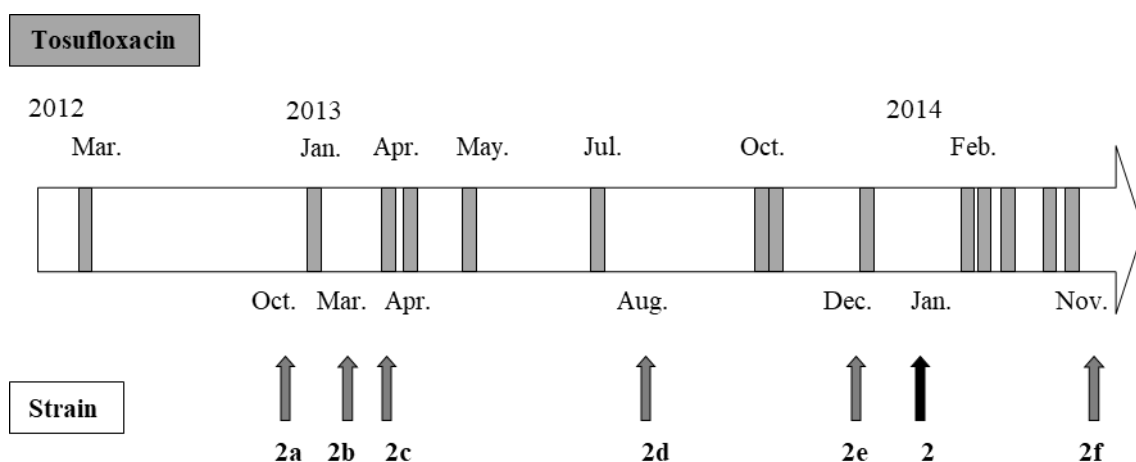 Tosufloxacin
2012 2013 2014
Mar. Jan. Apr. May. Jul. Oct. Feb.
Oct. Mar. Apr. Aug. Dec. Jan. Nov.
Strain
2a 2b 2c 2d 2e 2 2f